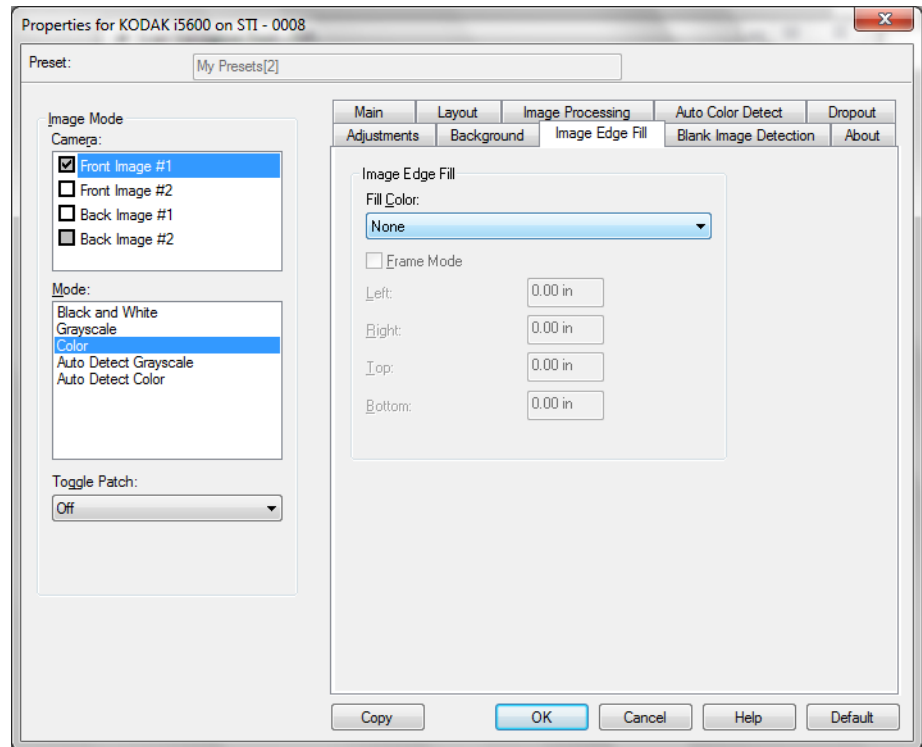 Properties for KODAK i5600 on STI - 0008
Preset:
My Presets[2]
Image Mode
Camera:
Front Image #1
Front Image #2
Back Image #1
Back Image #2
Mode:
Black and White
Grayscale
Color
Auto Detect Grayscale
Auto Detect Color
Toggle Patch:
Off
Main Layout Image Processing Auto Color Detect Dropout
Adjustments Background Image Edge Fill Blank Image Detection About
Image Edge Fill
Fill Color:
None
Frame Mode
Left: 0.00 in
Right: 0.00 in
Top: 0.00 in
Bottom: 0.00 in
Copy OK Cancel Help Default